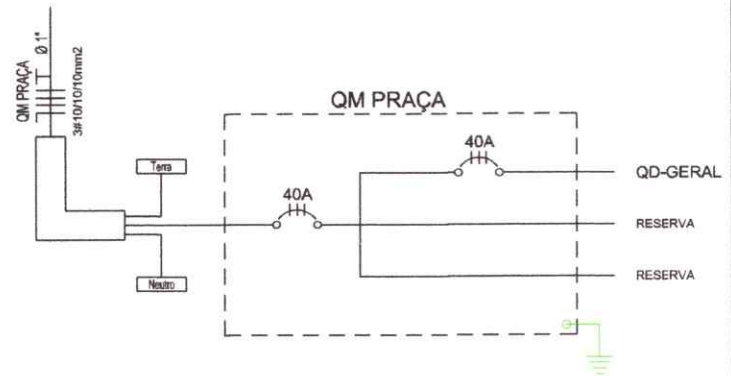 QM PRAÇA
Ø 1"
3#10/10/10mm2
QM PRAÇA
Terra
40A
40A
QD-GERAL
RESERVA
RESERVA
Neutro